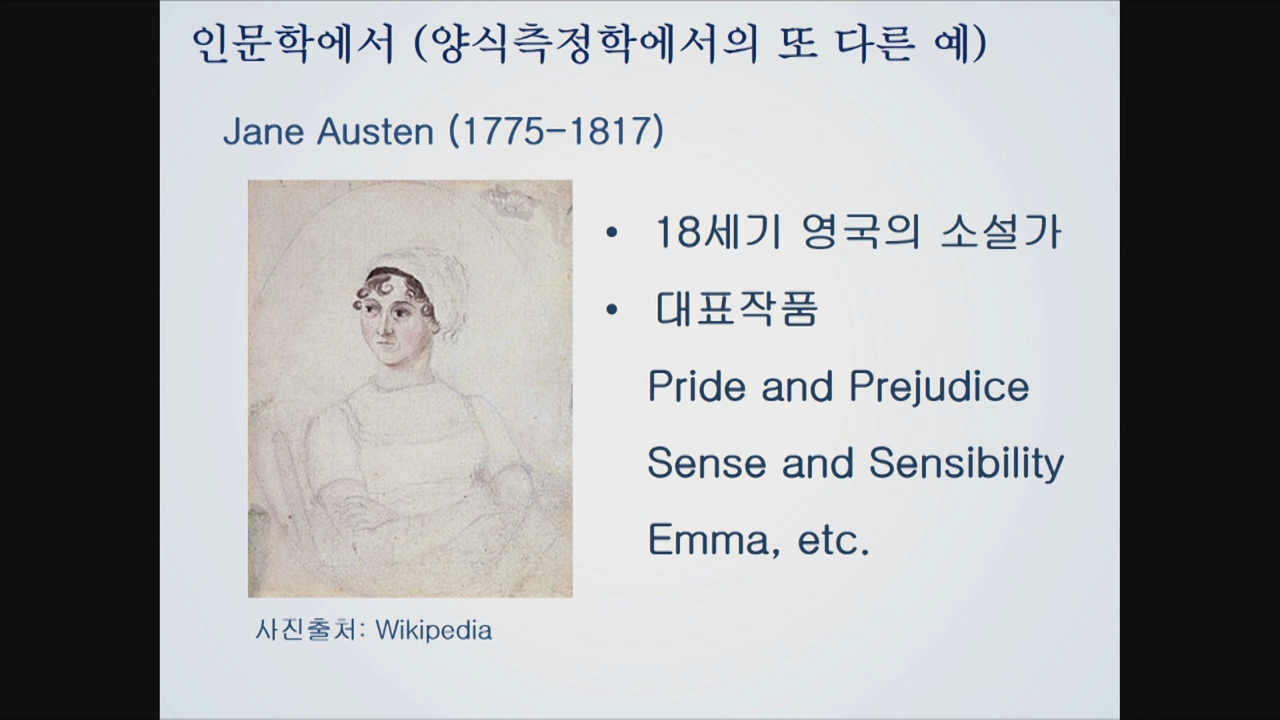 인문학에서 (양식측정학에서의 또 다른 예)
Jane Austen (1775-1817)
• 18세기 영국의 소설가
• 대표작품
Pride and Prejudice
Sense and Sensibility
Emma, etc.
사진출처: Wikipedia